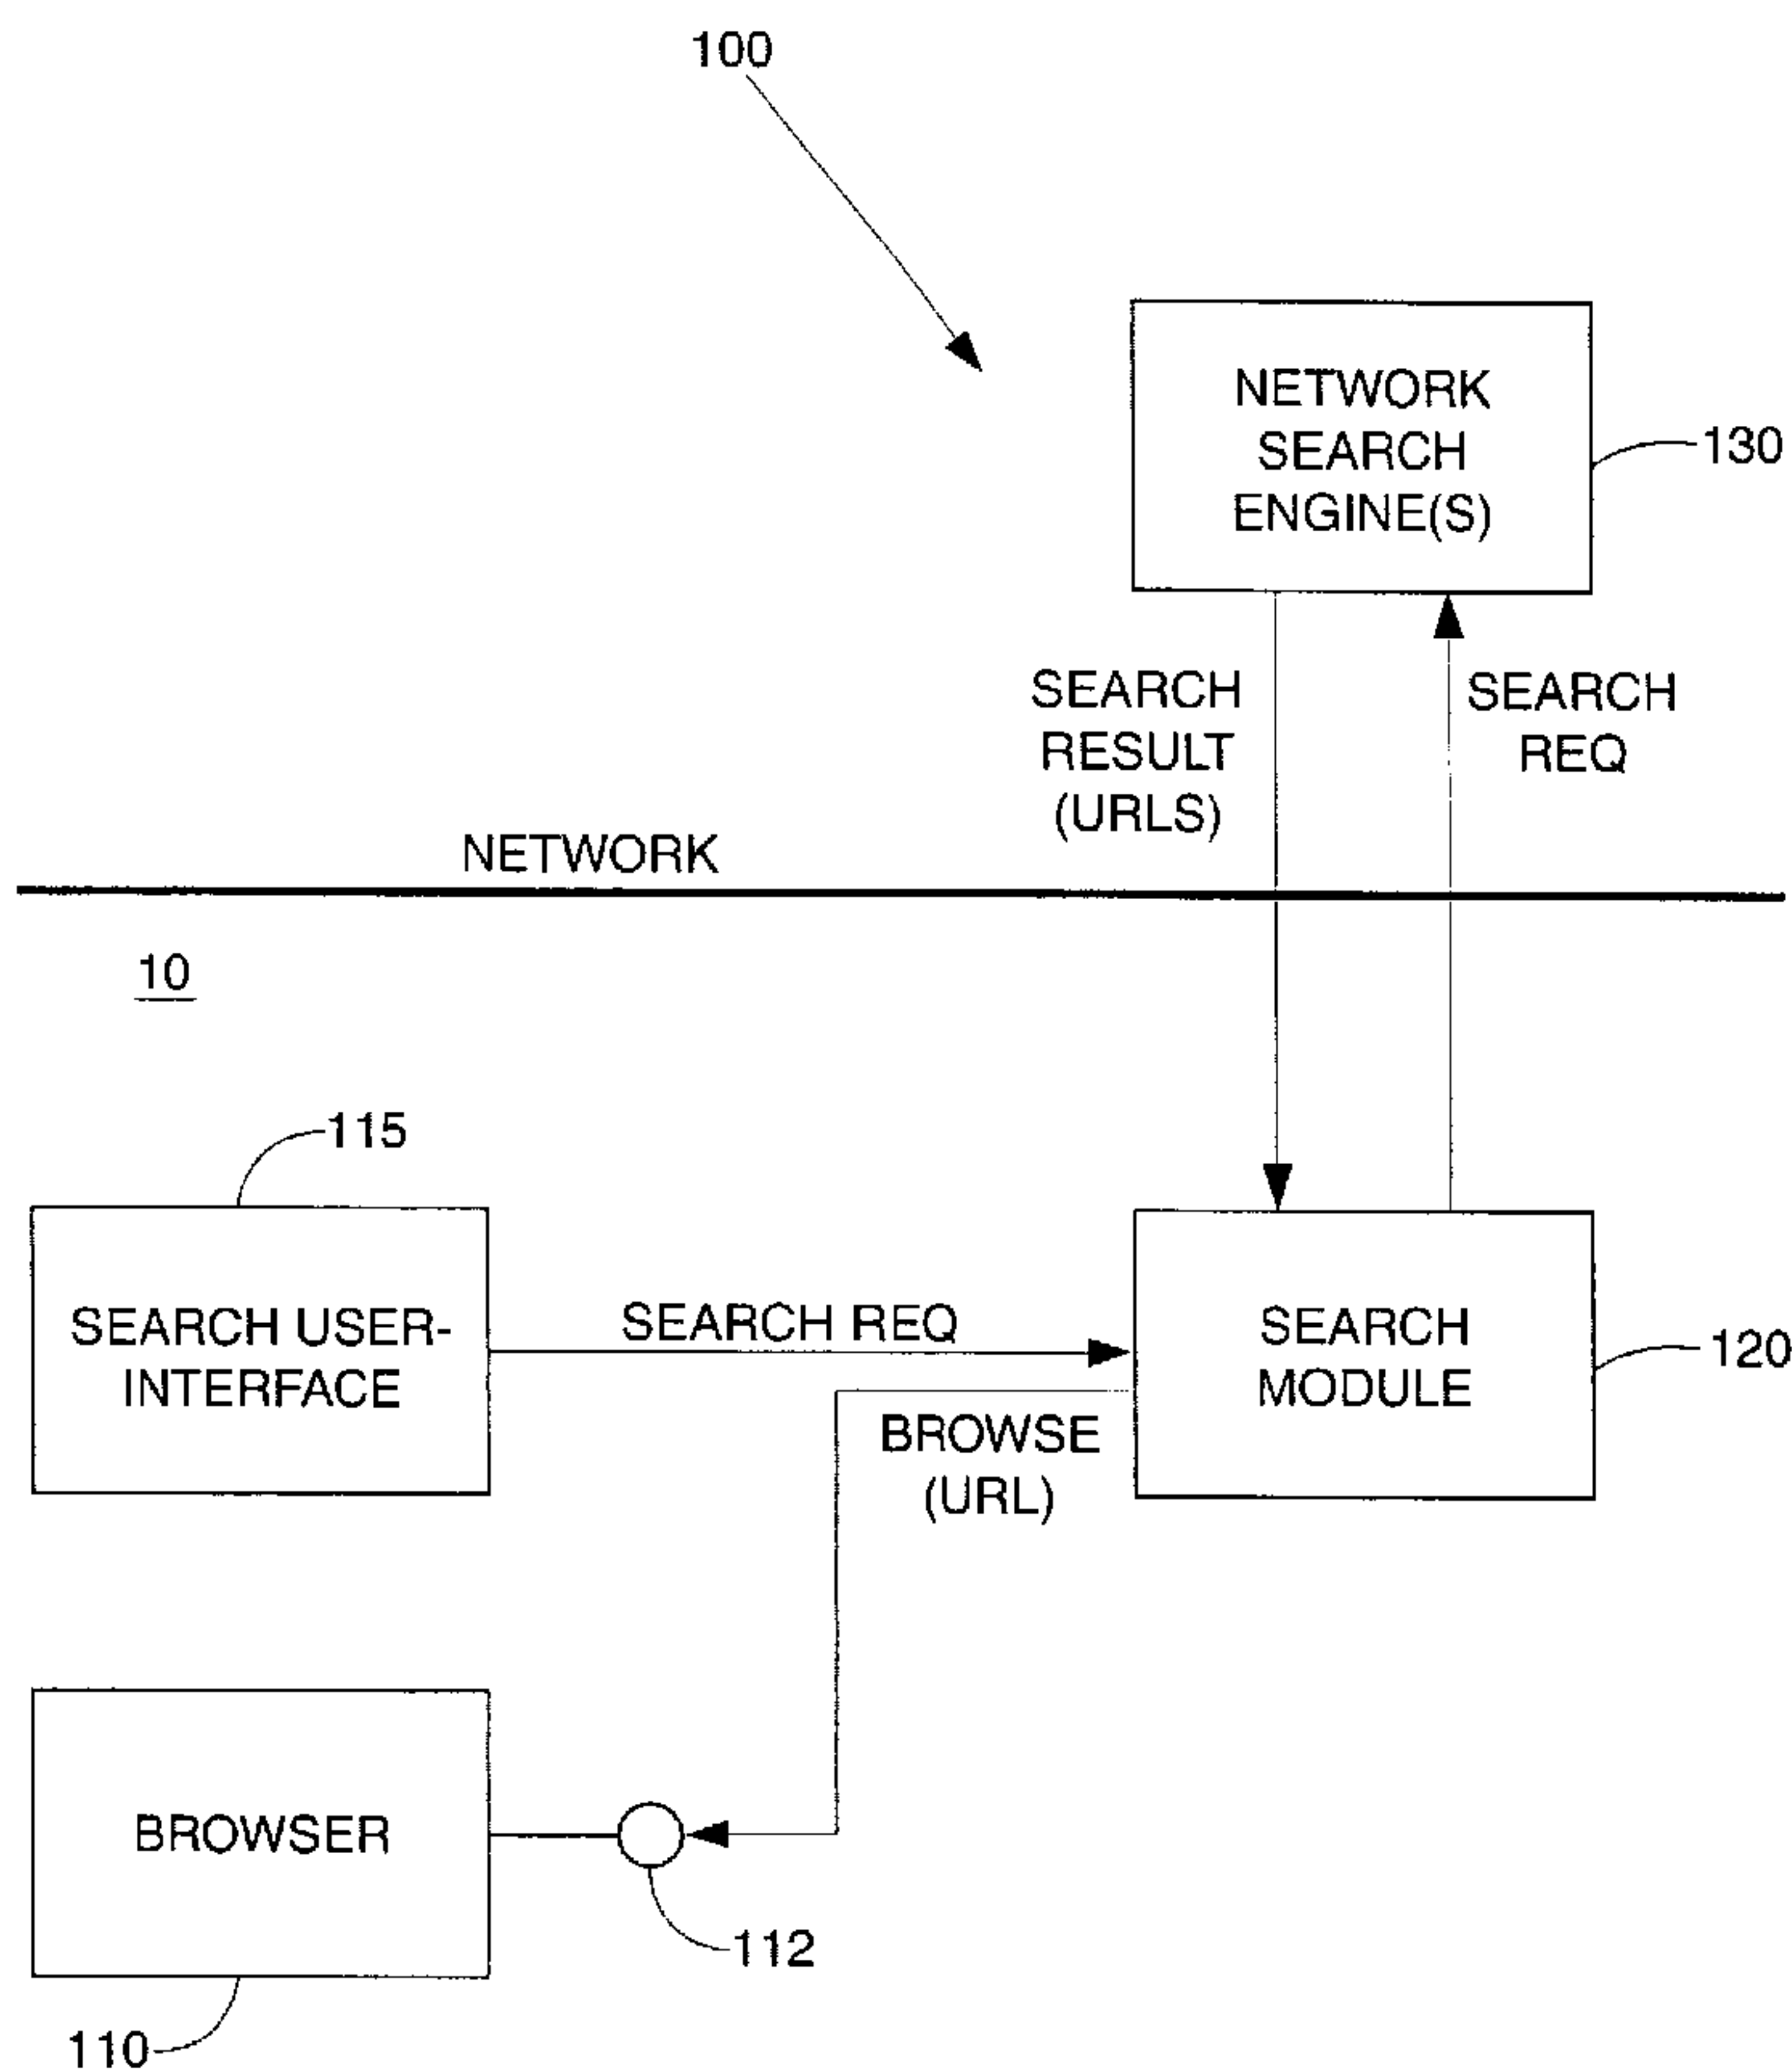 100
NETWORK
SEARCH
ENGINE(S)
130
SEARCH
RESULT
(URLS)
SEARCH
REQ
NETWORK
10
115
SEARCH USER-
INTERFACE
SEARCH REQ
SEARCH
MODULE
120
BROWSE
(URL)
BROWSER
112
110